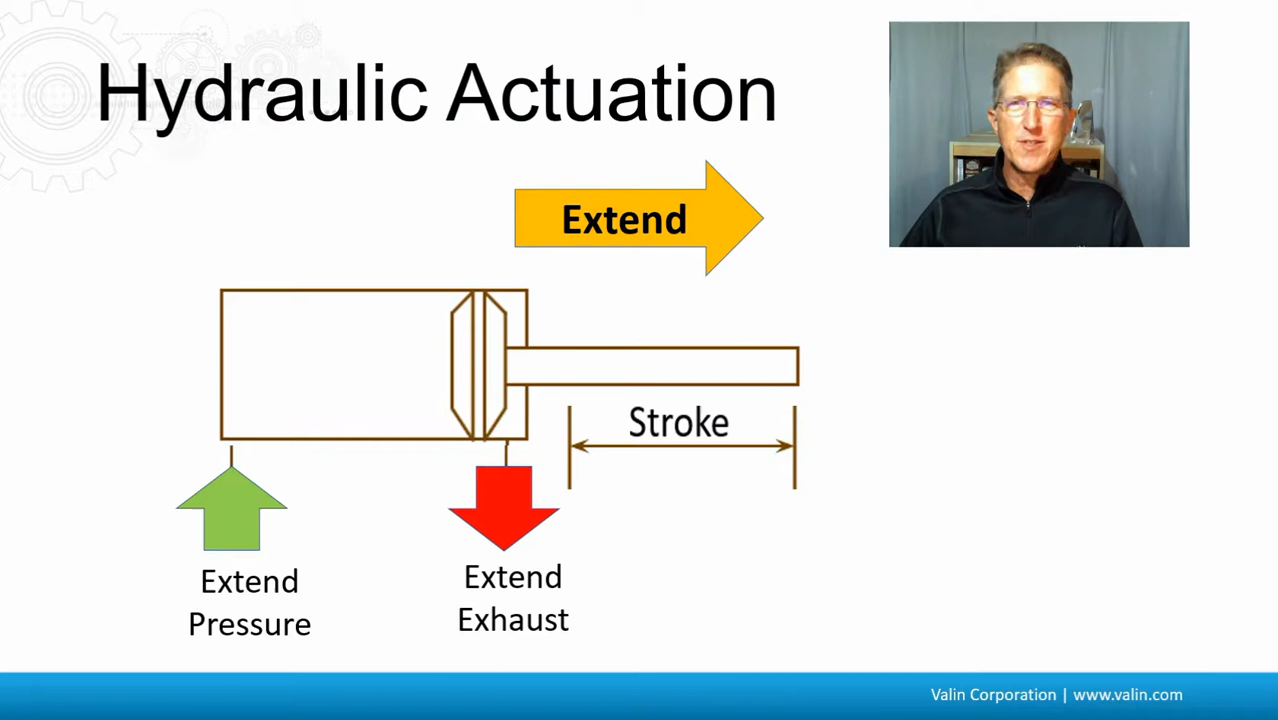 Hydraulic Actuation
Extend
Stroke
Extend
Pressure
Extend
Exhaust
Valin Corporation | www.valin.com